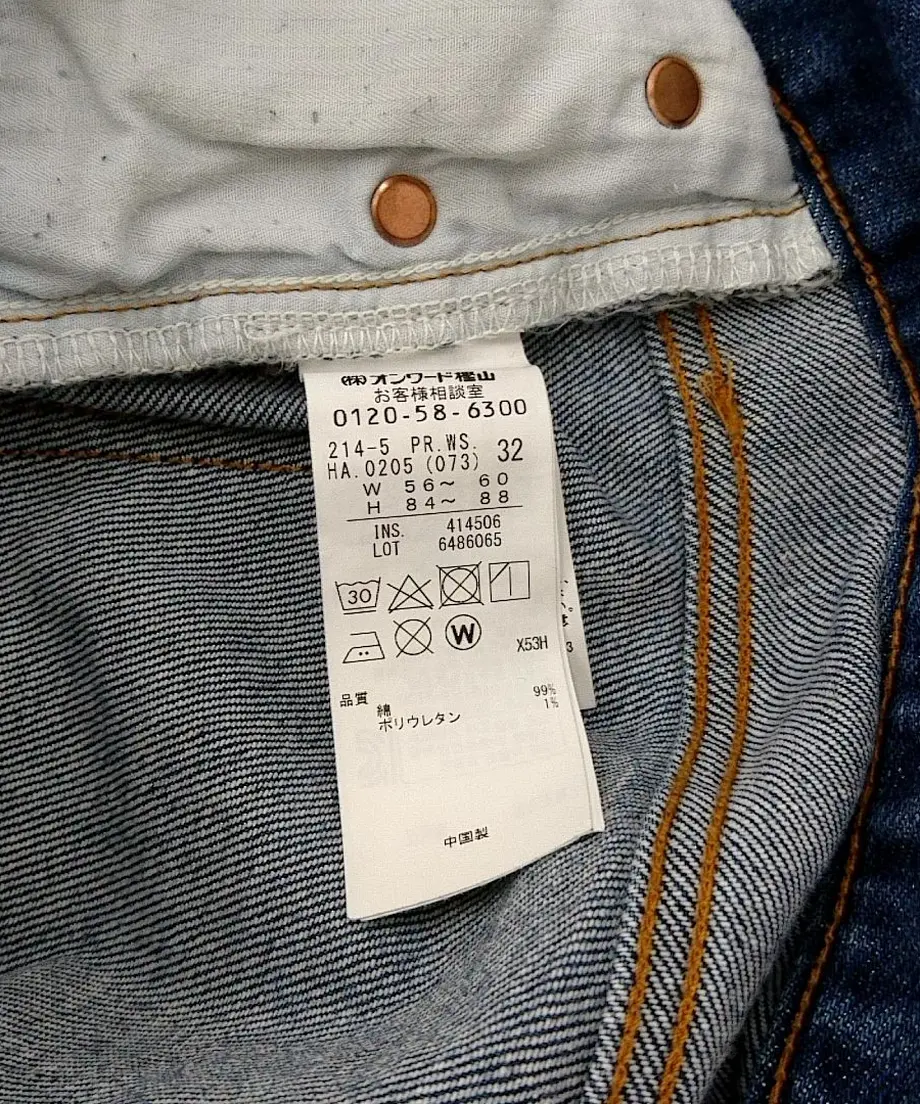 (株)オンワード樫山
お客様相談室
0120-58-6300
214-5 PR.WS.
HA.0205 (073) 32
W 56~ 60
H 84~ 88
INS. 414506
LOT 6486065
30
W
X53H
品質
綿 99%
ポリウレタン 1%
中国製